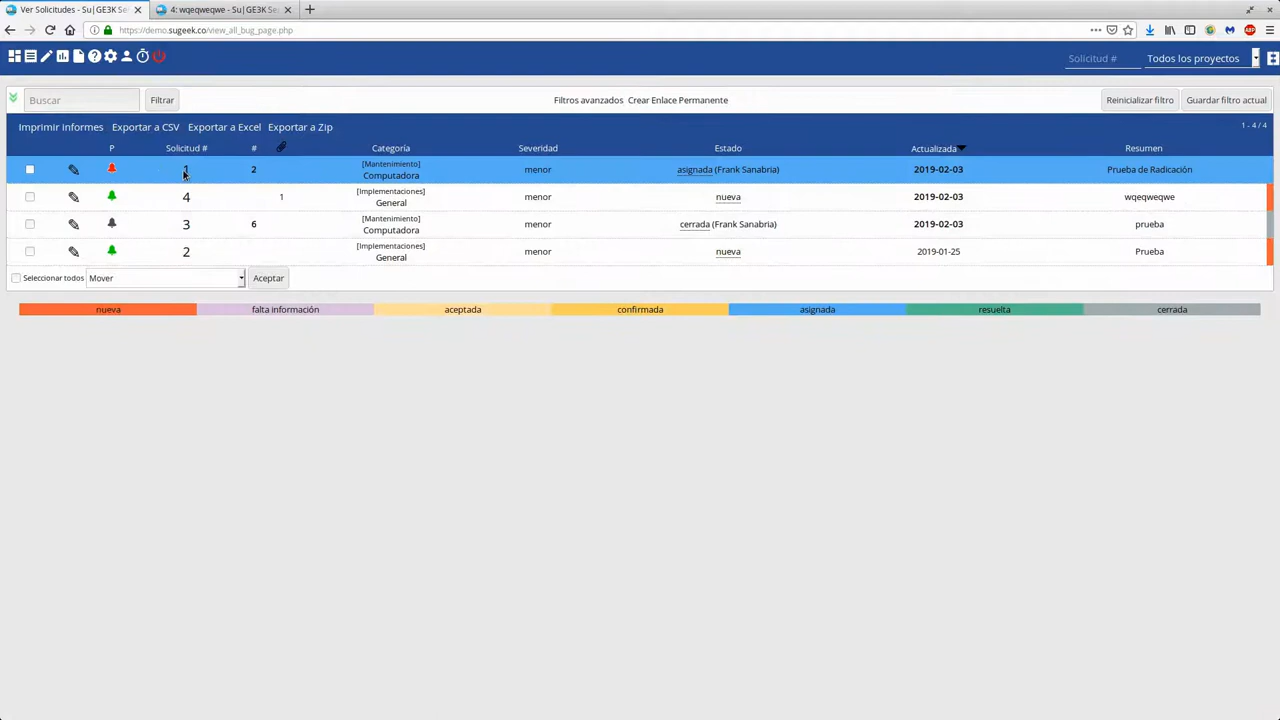 Ver Solicitudes - Su|GE3K Se
4: wqeqweqwe - Su|GE3K Se
https://demo.sugeek.co/view_all_bug_page.php
ABP
Solicitud #
Todos los proyectos
Buscar
Filtrar
Filtros avanzados Crear Enlace Permanente
Reinicializar filtro
Guardar filtro actual
Imprimir Informes Exportar a CSV Exportar a Excel Exportar a Zip
1 - 4 / 4
P Solicitud # # Categoría Severidad Estado Actualizada Resumen
1 2 [Mantenimiento] Computadora menor asignada (Frank Sanabria) 2019-02-03 Prueba de Radicación
4 1 [Implementaciones] General menor nueva 2019-02-03 wqeqweqwe
3 6 [Mantenimiento] Computadora menor cerrada (Frank Sanabria) 2019-02-03 prueba
2 [Implementaciones] General menor nueva 2019-01-25 Prueba
Seleccionar todos Mover Aceptar
nueva falta información aceptada confirmada asignada resuelta cerrada